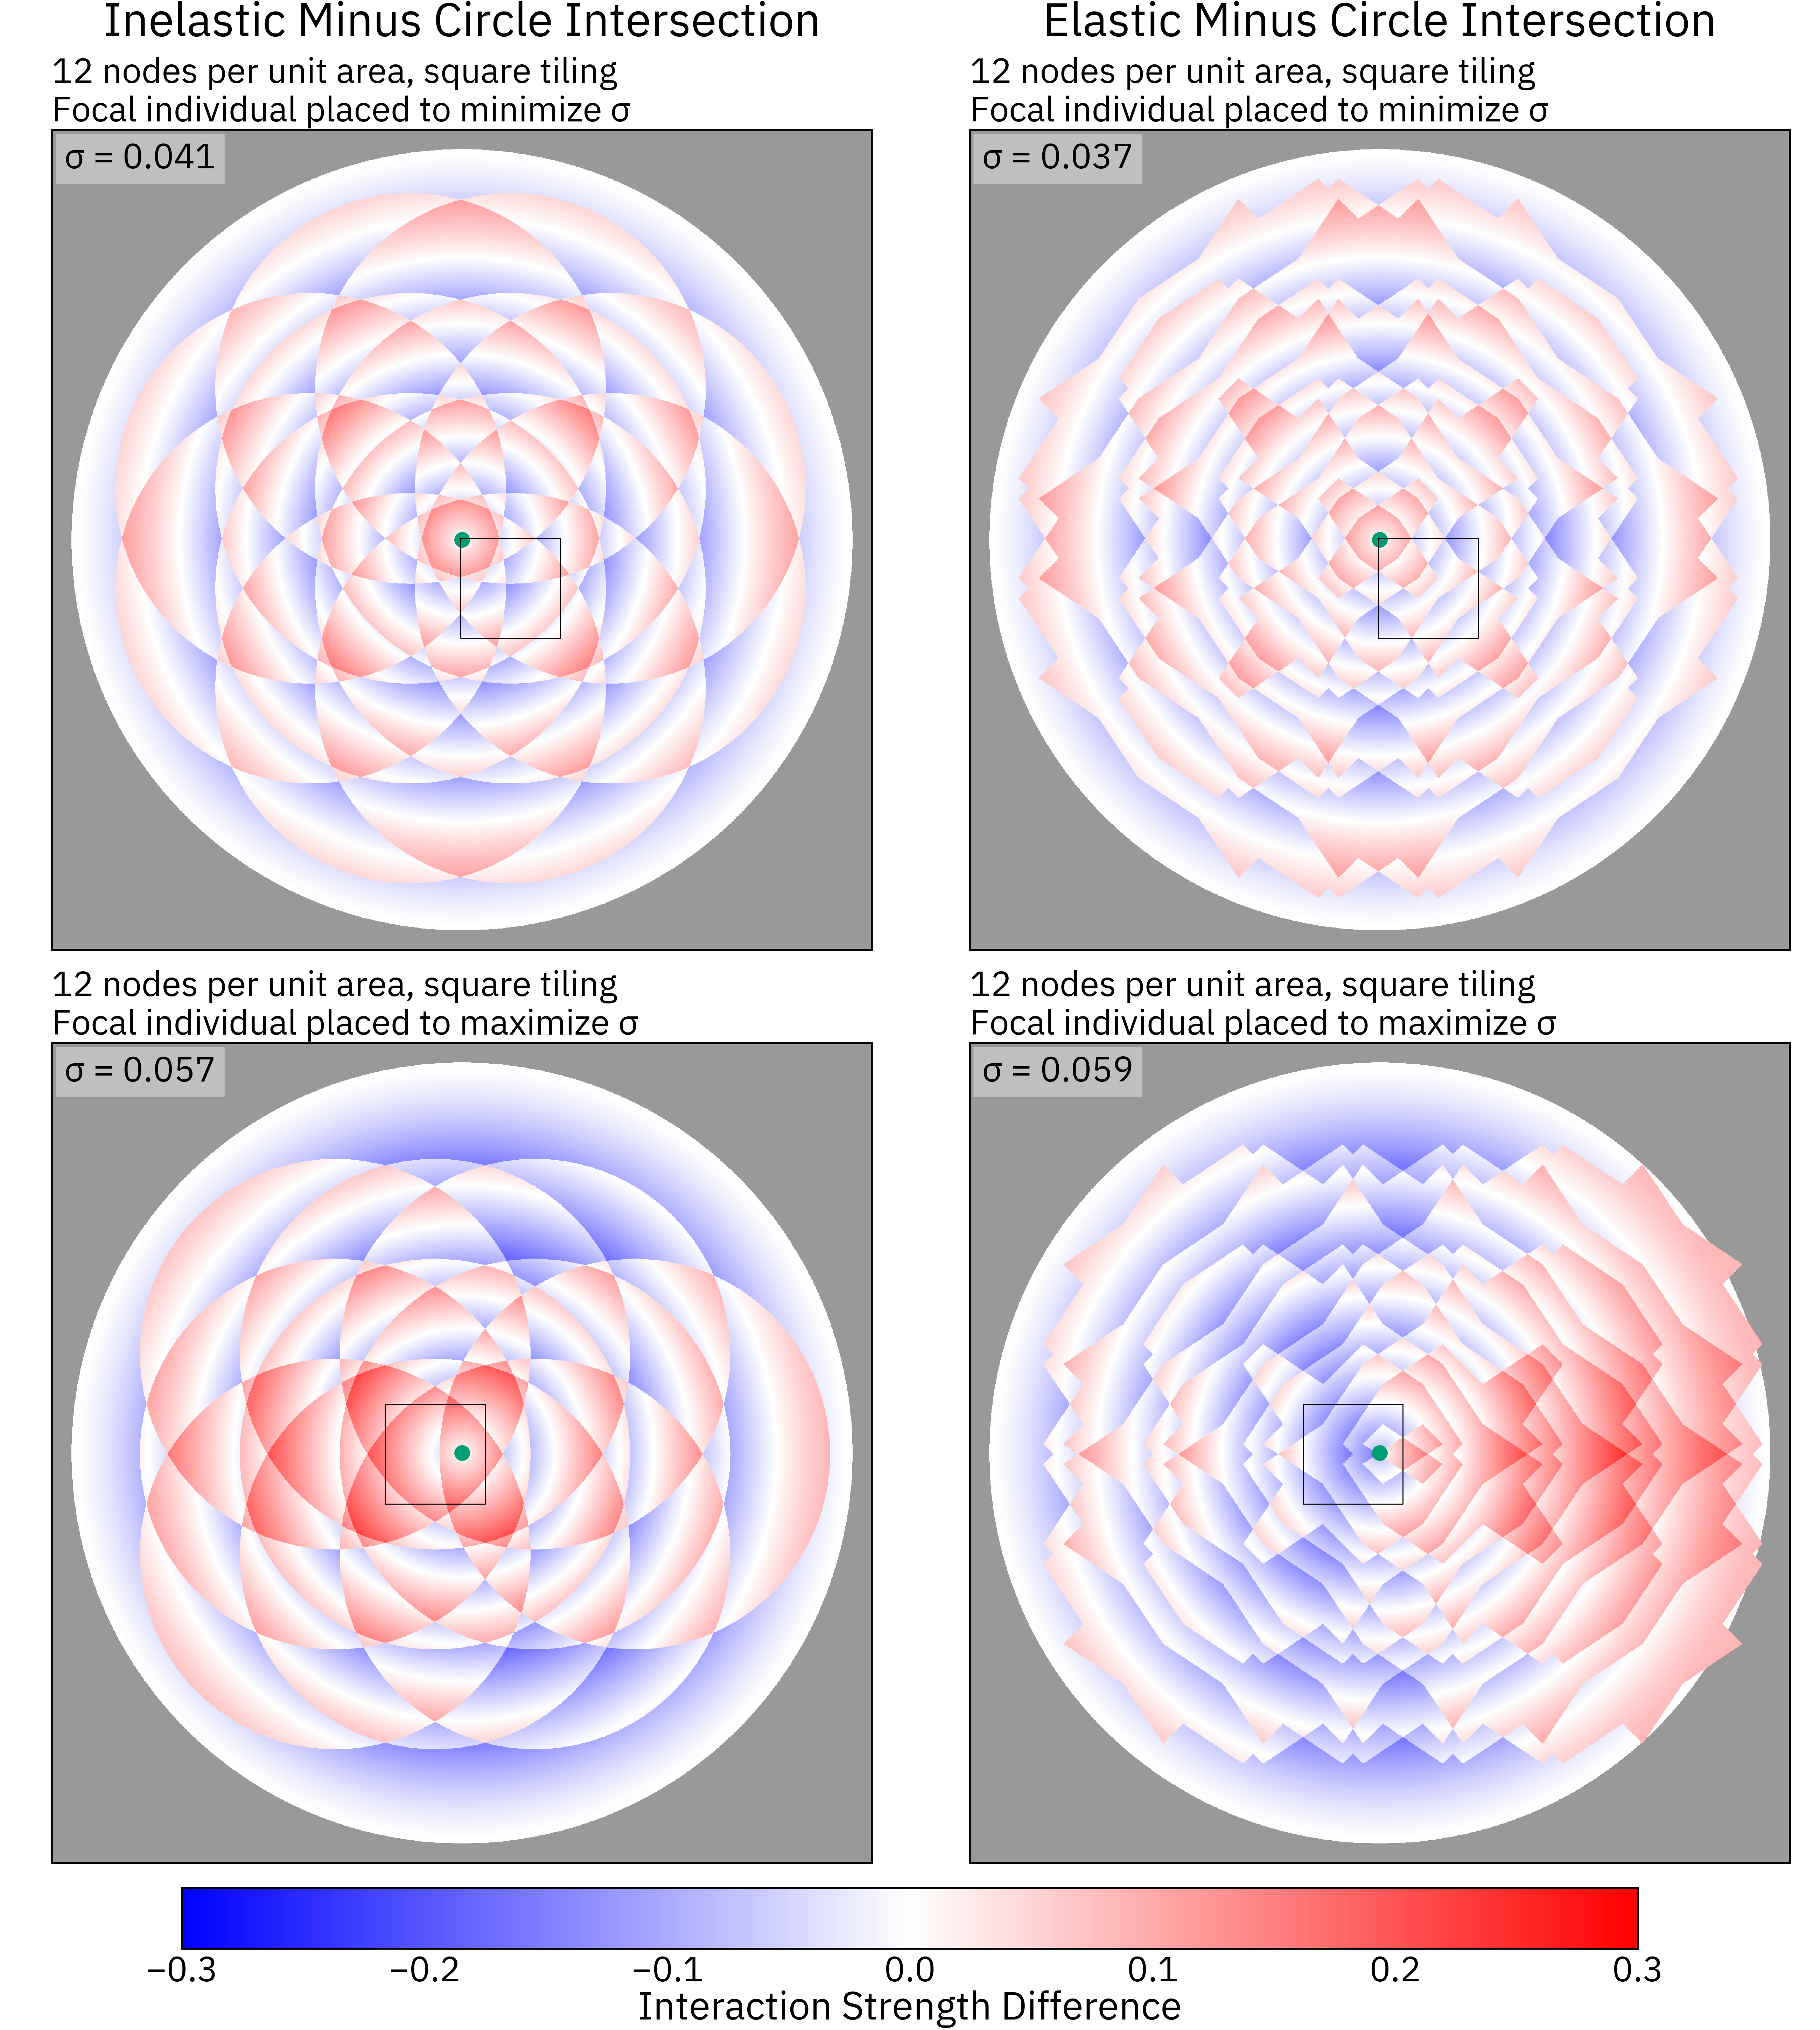 Inelastic Minus Circle Intersection
Elastic Minus Circle Intersection
12 nodes per unit area, square tiling
Focal individual placed to minimize σ
σ = 0.041
12 nodes per unit area, square tiling
Focal individual placed to minimize σ
σ = 0.037
12 nodes per unit area, square tiling
Focal individual placed to maximize σ
σ = 0.057
12 nodes per unit area, square tiling
Focal individual placed to maximize σ
σ = 0.059
−0.3 −0.2 −0.1 0.0 0.1 0.2 0.3
Interaction Strength Difference